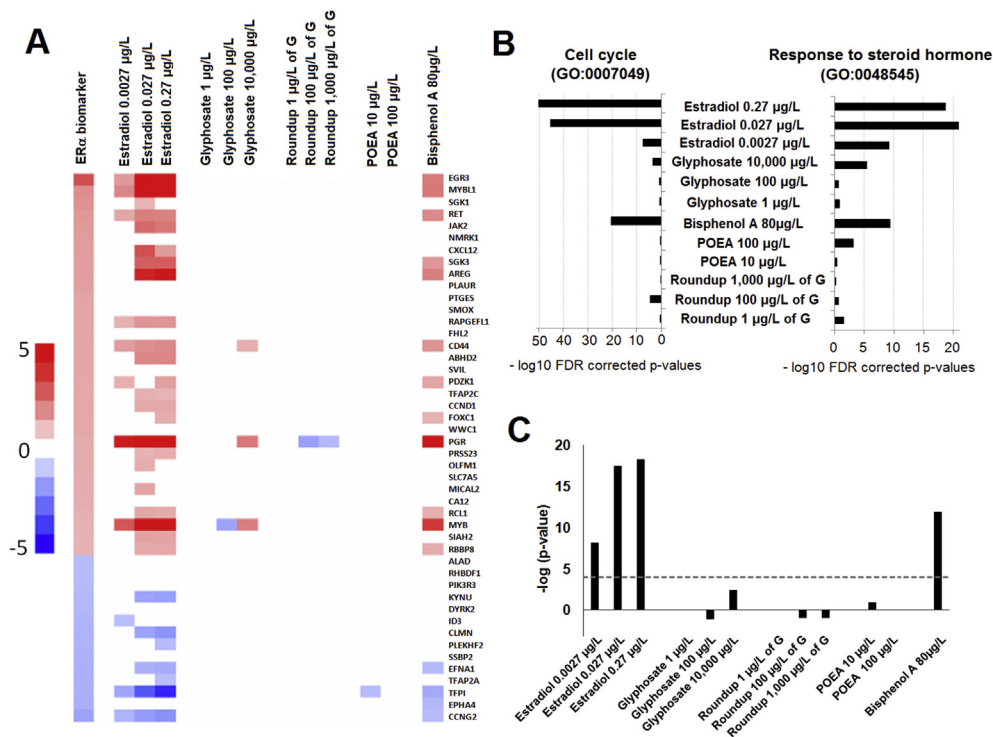 A
ERα biomarker
Estradiol 0.0027 µg/L
Estradiol 0.027 µg/L
Estradiol 0.27 µg/L
Glyphosate 1 µg/L
Glyphosate 100 µg/L
Glyphosate 10,000 µg/L
Roundup 1 µg/L of G
Roundup 100 µg/L of G
Roundup 1,000 µg/L of G
POEA 10 µg/L
POEA 100 µg/L
Bisphenol A 80µg/L
EGR3
MYBL1
SGK1
RET
JAK2
NMRK1
CXCL12
SGK3
AREG
PLAUR
PTGES
SMOX
RAPGEFL1
FHL2
CD44
ABHD2
SVIL
PDZK1
TFAP2C
CCND1
FOXC1
WWC1
PGR
PRSS23
OLFM1
SLC7A5
MICAL2
CA12
RCL1
MYB
SIAH2
RBBP8
ALAD
RHBDF1
PIK3R3
KYNU
DYRK2
ID3
CLMN
PLEKHF2
SSBP2
EFNA1
TFAP2A
TFPI
EPHA4
CCNG2
5
0
-5
B
Cell cycle
(GO:0007049)
Response to steroid hormone
(GO:0048545)
Estradiol 0.27 µg/L
Estradiol 0.027 µg/L
Estradiol 0.0027 µg/L
Glyphosate 10,000 µg/L
Glyphosate 100 µg/L
Glyphosate 1 µg/L
Bisphenol A 80µg/L
POEA 100 µg/L
POEA 10 µg/L
Roundup 1,000 µg/L of G
Roundup 100 µg/L of G
Roundup 1 µg/L of G
50 40 30 20 10 0
0 5 10 15 20
- log10 FDR corrected p-values
- log10 FDR corrected p-values
C
-log (p-value)
20
15
10
5
0
Estradiol 0.0027 µg/L
Estradiol 0.027 µg/L
Estradiol 0.27 µg/L
Glyphosate 1 µg/L
Glyphosate 100 µg/L
Glyphosate 10,000 µg/L
Roundup 1 µg/L of G
Roundup 100 µg/L of G
Roundup 1,000 µg/L of G
POEA 10 µg/L
POEA 100 µg/L
Bisphenol A 80µg/L